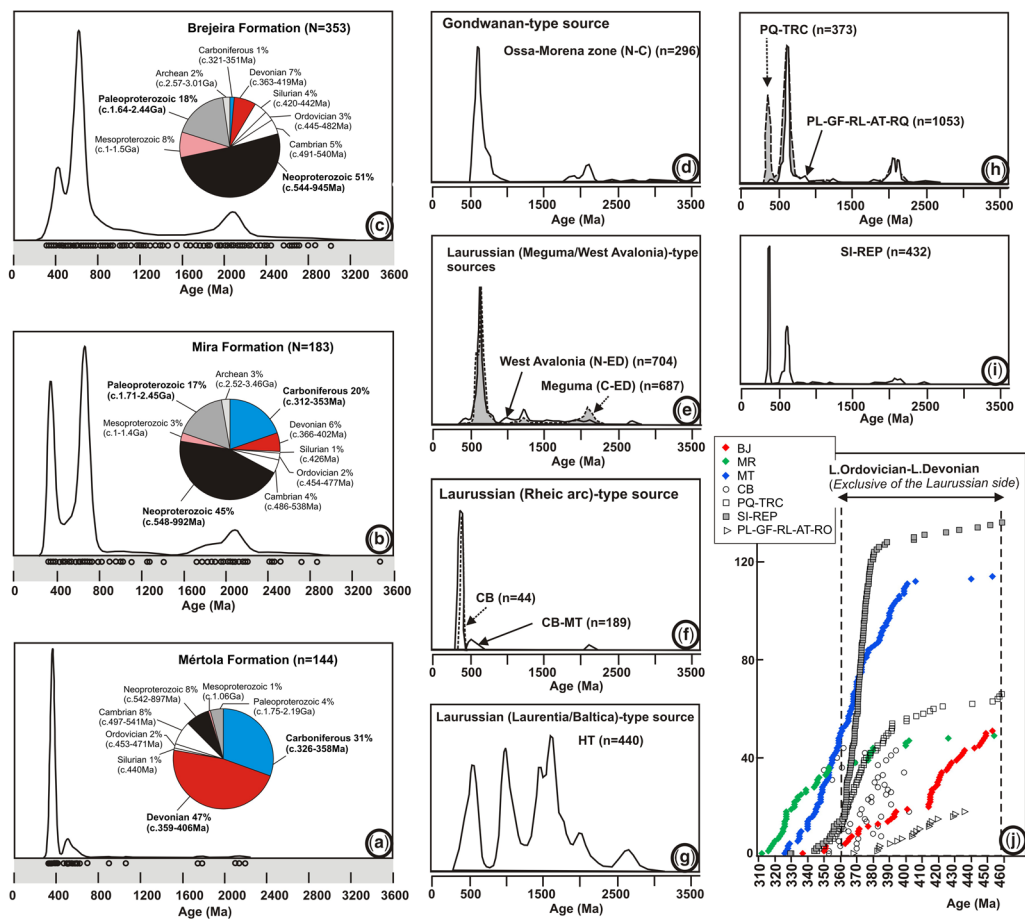 Brejeira Formation (N=353)
Carboniferous 1%
(c.321-351Ma)
Archean 2%
(c.2.57-3.01Ga)
Devonian 7%
(c.363-419Ma)
Silurian 4%
(c.420-442Ma)
Paleoproterozoic 18%
(c.1.64-2.44Ga)
Ordovician 3%
(c.445-482Ma)
Mesoproterozoic 8%
(c.1-1.5Ga)
Cambrian 5%
(c.491-540Ma)
Neoproterozoic 51%
(c.544-945Ma)
c
0 400 800 1200 1600 2000 2400 2800 3200 3600
Age (Ma)
Mira Formation (N=183)
Archean 3%
(c.2.52-3.46Ga)
Paleoproterozoic 17%
(c.1.71-2.45Ga)
Carboniferous 20%
(c.312-353Ma)
Mesoproterozoic 3%
(c.1-1.4Ga)
Devonian 6%
(c.366-402Ma)
Silurian 1%
(c.426Ma)
Ordovician 2%
(c.454-477Ma)
Cambrian 4%
(c.486-538Ma)
Neoproterozoic 45%
(c.548-992Ma)
b
0 400 800 1200 1600 2000 2400 2800 3200 3600
Age (Ma)
Mértola Formation (n=144)
Neoproterozoic 8%
(c.542-897Ma)
Mesoproterozoic 1%
(c.1.06Ga)
Paleoproterozoic 4%
(c.1.75-2.19Ga)
Cambrian 8%
(c.497-541Ma)
Ordovician 2%
(c.453-471Ma)
Silurian 1%
(c.440Ma)
Carboniferous 31%
(c.326-358Ma)
Devonian 47%
(c.359-406Ma)
a
0 400 800 1200 1600 2000 2400 2800 3200 3600
Age (Ma)
Gondwanan-type source
Ossa-Morena zone (N-C) (n=296)
d
0 500 1500 2500 3500
Age (Ma)
Laurussian (Meguma/West Avalonia)-type
sources
West Avalonia (N-ED) (n=704)
Meguma (C-ED) (n=687)
e
0 500 1500 2500 3500
Age (Ma)
Laurussian (Rheic arc)-type source
CB (n=44)
CB-MT (n=189)
f
0 500 1500 2500 3500
Age (Ma)
Laurussian (Laurentia/Baltica)-type source
HT (n=440)
g
0 500 1500 2500 3500
Age (Ma)
PQ-TRC (n=373)
PL-GF-RL-AT-RQ (n=1053)
h
0 500 1500 2500 3500
Age (Ma)
SI-REP (n=432)
i
0 500 1500 2500 3500
Age (Ma)
BJ
MR
MT
CB
PQ-TRC
SI-REP
PL-GF-RL-AT-RO
L.Ordovician-L.Devonian
(Exclusive of the Laurussian side)
120
80
40
0
j
310 320 330 340 350 360 370 380 390 400 410 420 430 440 450 460
Age (Ma)